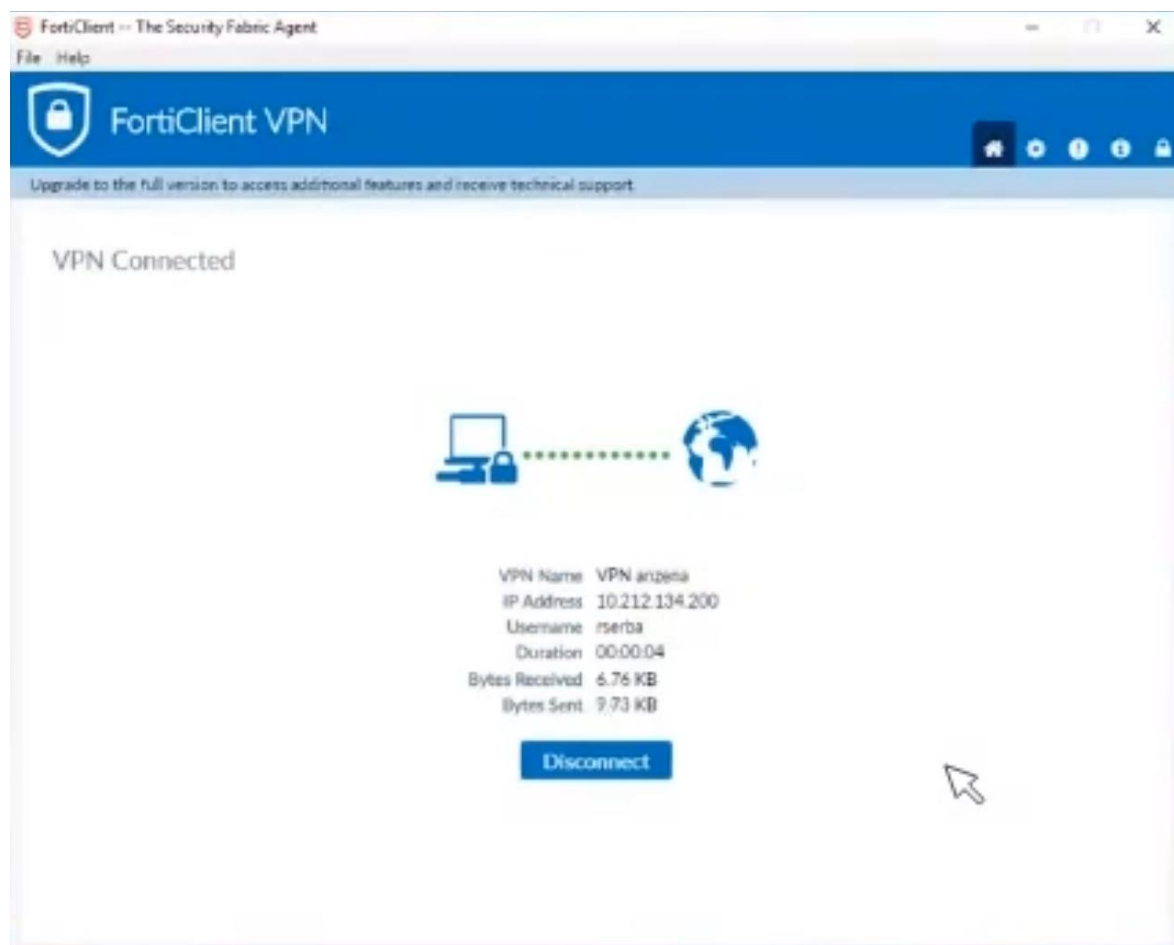 FortiClient -- The Security Fabric Agent
File Help
FortiClient VPN
Upgrade to the full version to access additional features and receive technical support
VPN Connected
VPN Name VPN
IP Address 10.212.134.200
Username rserba
Duration 00:00:04
Bytes Received 6.76 KB
Bytes Sent 9.73 KB
Disconnect